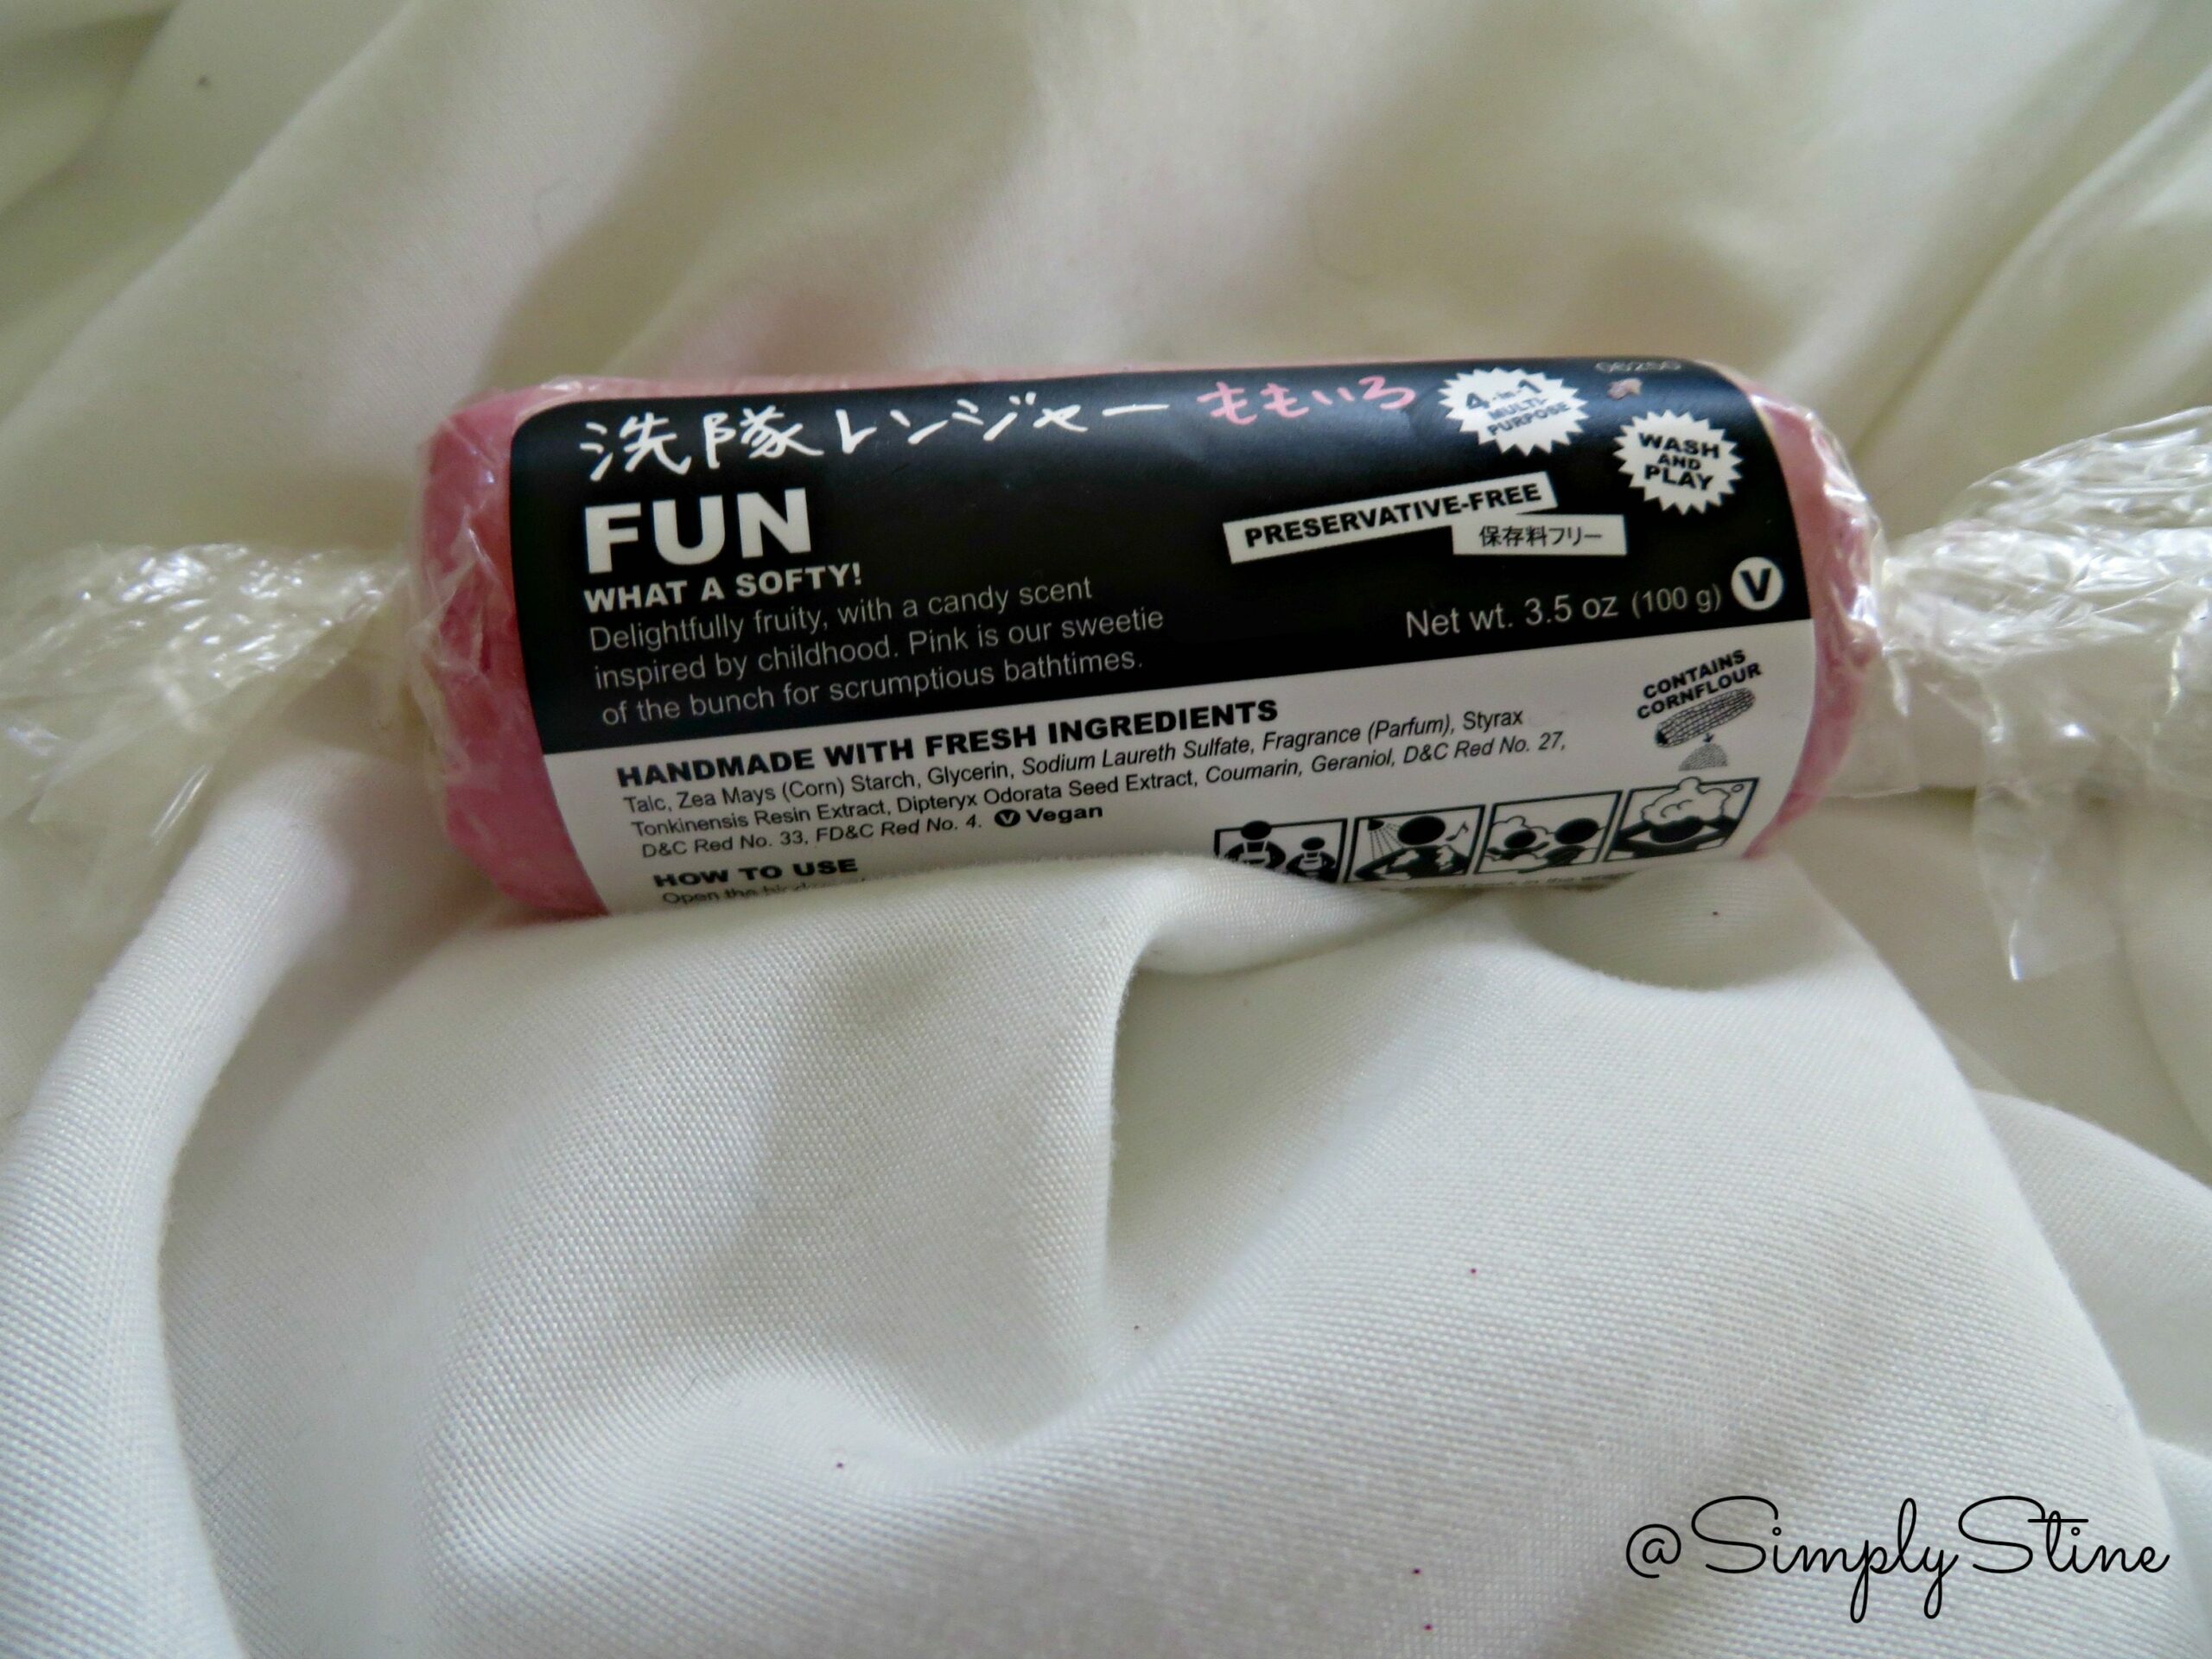 洗隊レンジャー ももいろ
4-in-1
MULTI-
PURPOSE
WASH
AND
PLAY
FUN
WHAT A SOFTY!
Delightfully fruity, with a candy scent
inspired by childhood. Pink is our sweetie
of the bunch for scrumptious bathtimes.
PRESERVATIVE-FREE
保存料フリー
Net wt. 3.5 oz (100 g) V
CONTAINS
CORNFLOUR
HANDMADE WITH FRESH INGREDIENTS
Talc, Zea Mays (Corn) Starch, Glycerin, Sodium Laureth Sulfate, Fragrance (Parfum), Styrax
Tonkinensis Resin Extract, Dipteryx Odorata Seed Extract, Coumarin, Geraniol, D&C Red No. 27,
D&C Red No. 33, FD&C Red No. 4. V Vegan
HOW TO USE
Open the
@SimplyStine